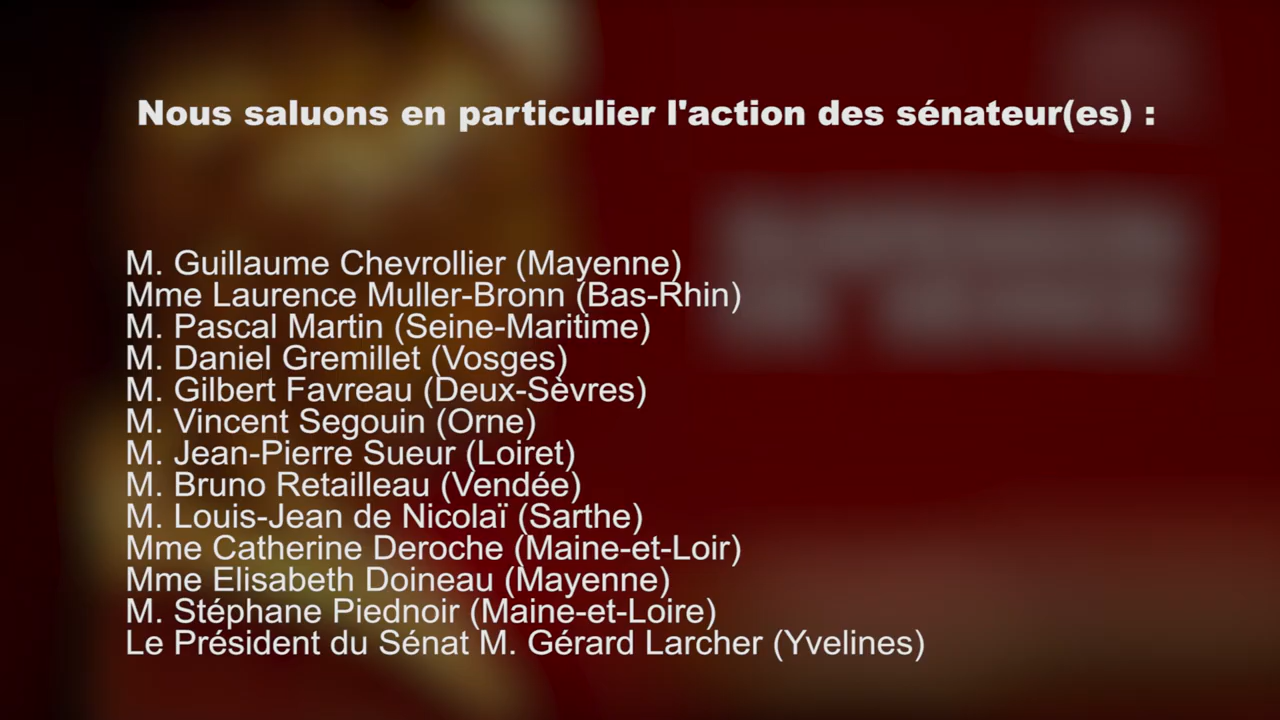 Nous saluons en particulier l'action des sénateur(es) :
M. Guillaume Chevrollier (Mayenne)
Mme Laurence Muller-Bronn (Bas-Rhin)
M. Pascal Martin (Seine-Maritime)
M. Daniel Gremillet (Vosges)
M. Gilbert Favreau (Deux-Sèvres)
M. Vincent Segouin (Orne)
M. Jean-Pierre Sueur (Loiret)
M. Bruno Retailleau (Vendée)
M. Louis-Jean de Nicolaï (Sarthe)
Mme Catherine Deroche (Maine-et-Loir)
Mme Elisabeth Doineau (Mayenne)
M. Stéphane Piednoir (Maine-et-Loire)
Le Président du Sénat M. Gérard Larcher (Yvelines)